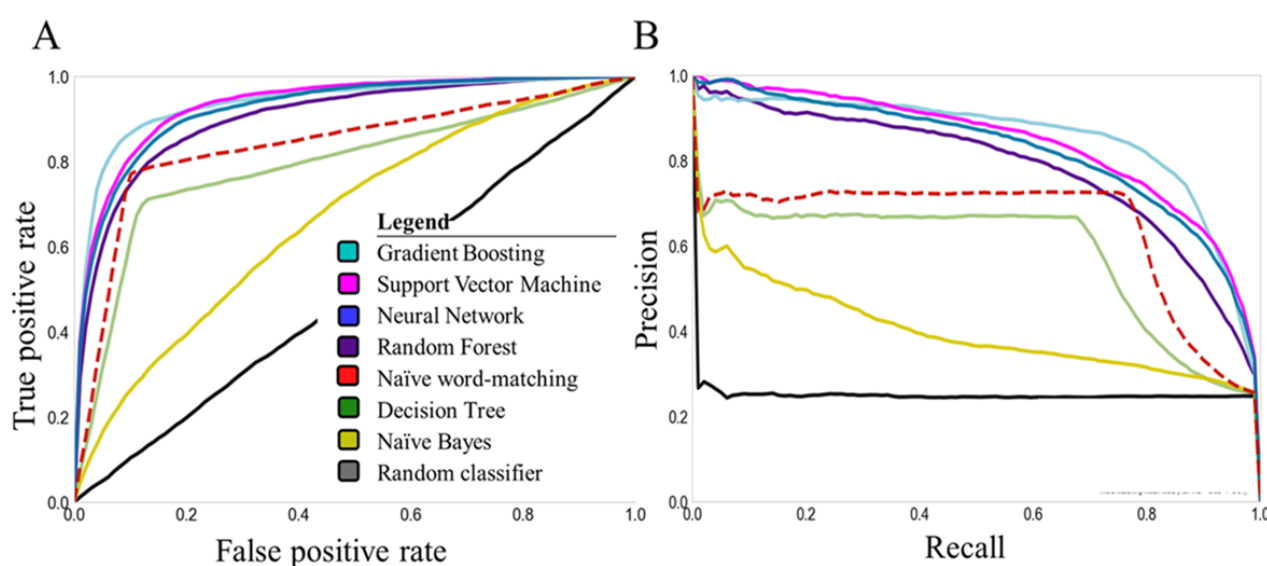 A
B
1.0
0.8
0.6
0.4
0.2
0.0
True positive rate
0.0 0.2 0.4 0.6 0.8 1.0
False positive rate
Legend
Gradient Boosting
Support Vector Machine
Neural Network
Random Forest
Naïve word-matching
Decision Tree
Naïve Bayes
Random classifier
1.0
0.8
0.6
0.4
0.2
0.0
Precision
0.0 0.2 0.4 0.6 0.8 1.0
Recall